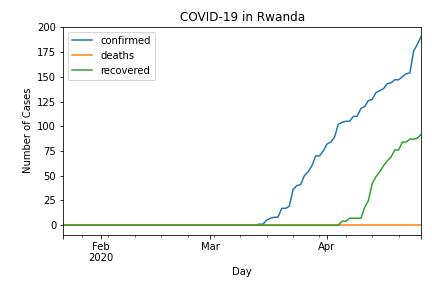 COVID-19 in Rwanda
confirmed
deaths
recovered
Number of Cases
200
175
150
125
100
75
50
25
0
Feb
2020
Mar
Apr
Day